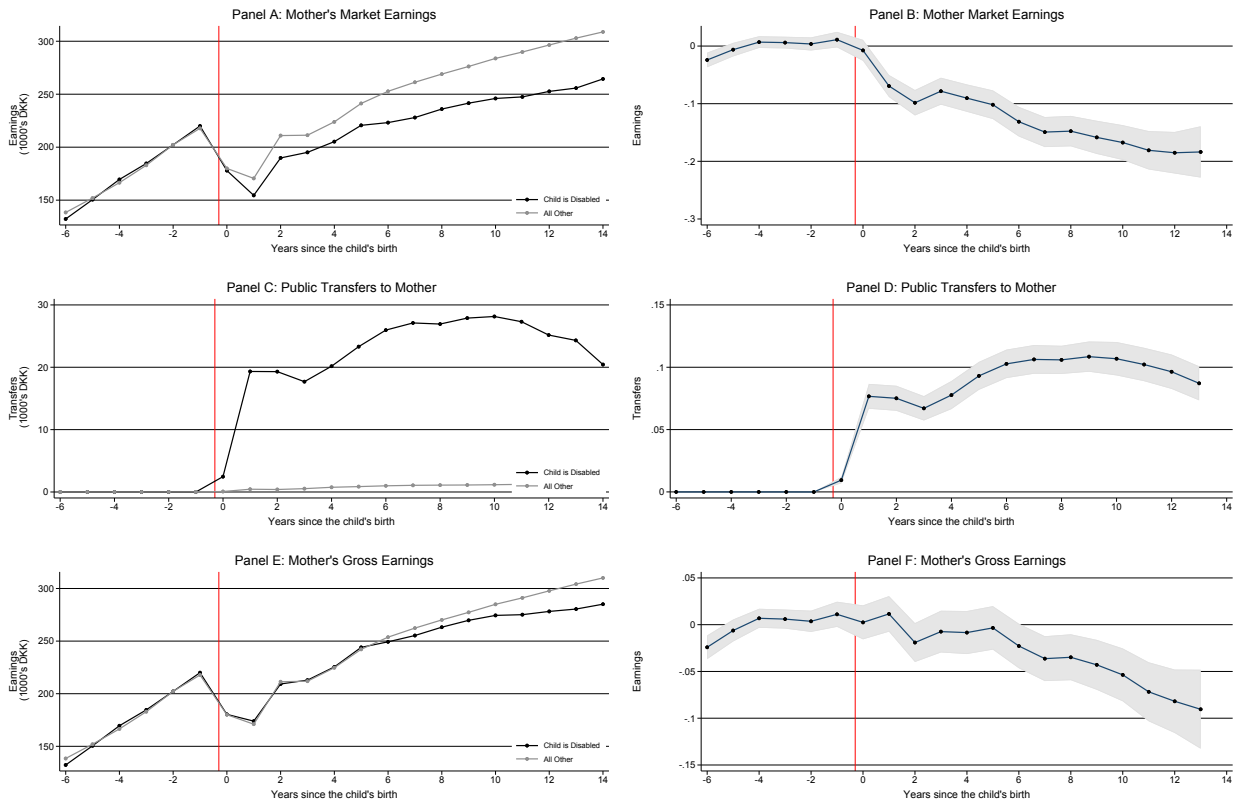 Panel A: Mother's Market Earnings
Earnings
(1000's DKK)
300
250
200
150
Child is Disabled
All Other
-6 -4 -2 0 2 4 6 8 10 12 14
Years since the child's birth
Panel B: Mother Market Earnings
Earnings
0
-.1
-.2
-.3
-6 -4 -2 0 2 4 6 8 10 12 14
Years since the child's birth
Panel C: Public Transfers to Mother
Transfers
(1000's DKK)
30
20
10
0
Child is Disabled
All Other
-6 -4 -2 0 2 4 6 8 10 12 14
Years since the child's birth
Panel D: Public Transfers to Mother
Transfers
.15
.1
.05
0
-6 -4 -2 0 2 4 6 8 10 12 14
Years since the child's birth
Panel E: Mother's Gross Earnings
Earnings
(1000's DKK)
300
250
200
150
Child is Disabled
All Other
-6 -4 -2 0 2 4 6 8 10 12 14
Years since the child's birth
Panel F: Mother's Gross Earnings
Earnings
.05
0
-.05
-.1
-.15
-6 -4 -2 0 2 4 6 8 10 12 14
Years since the child's birth